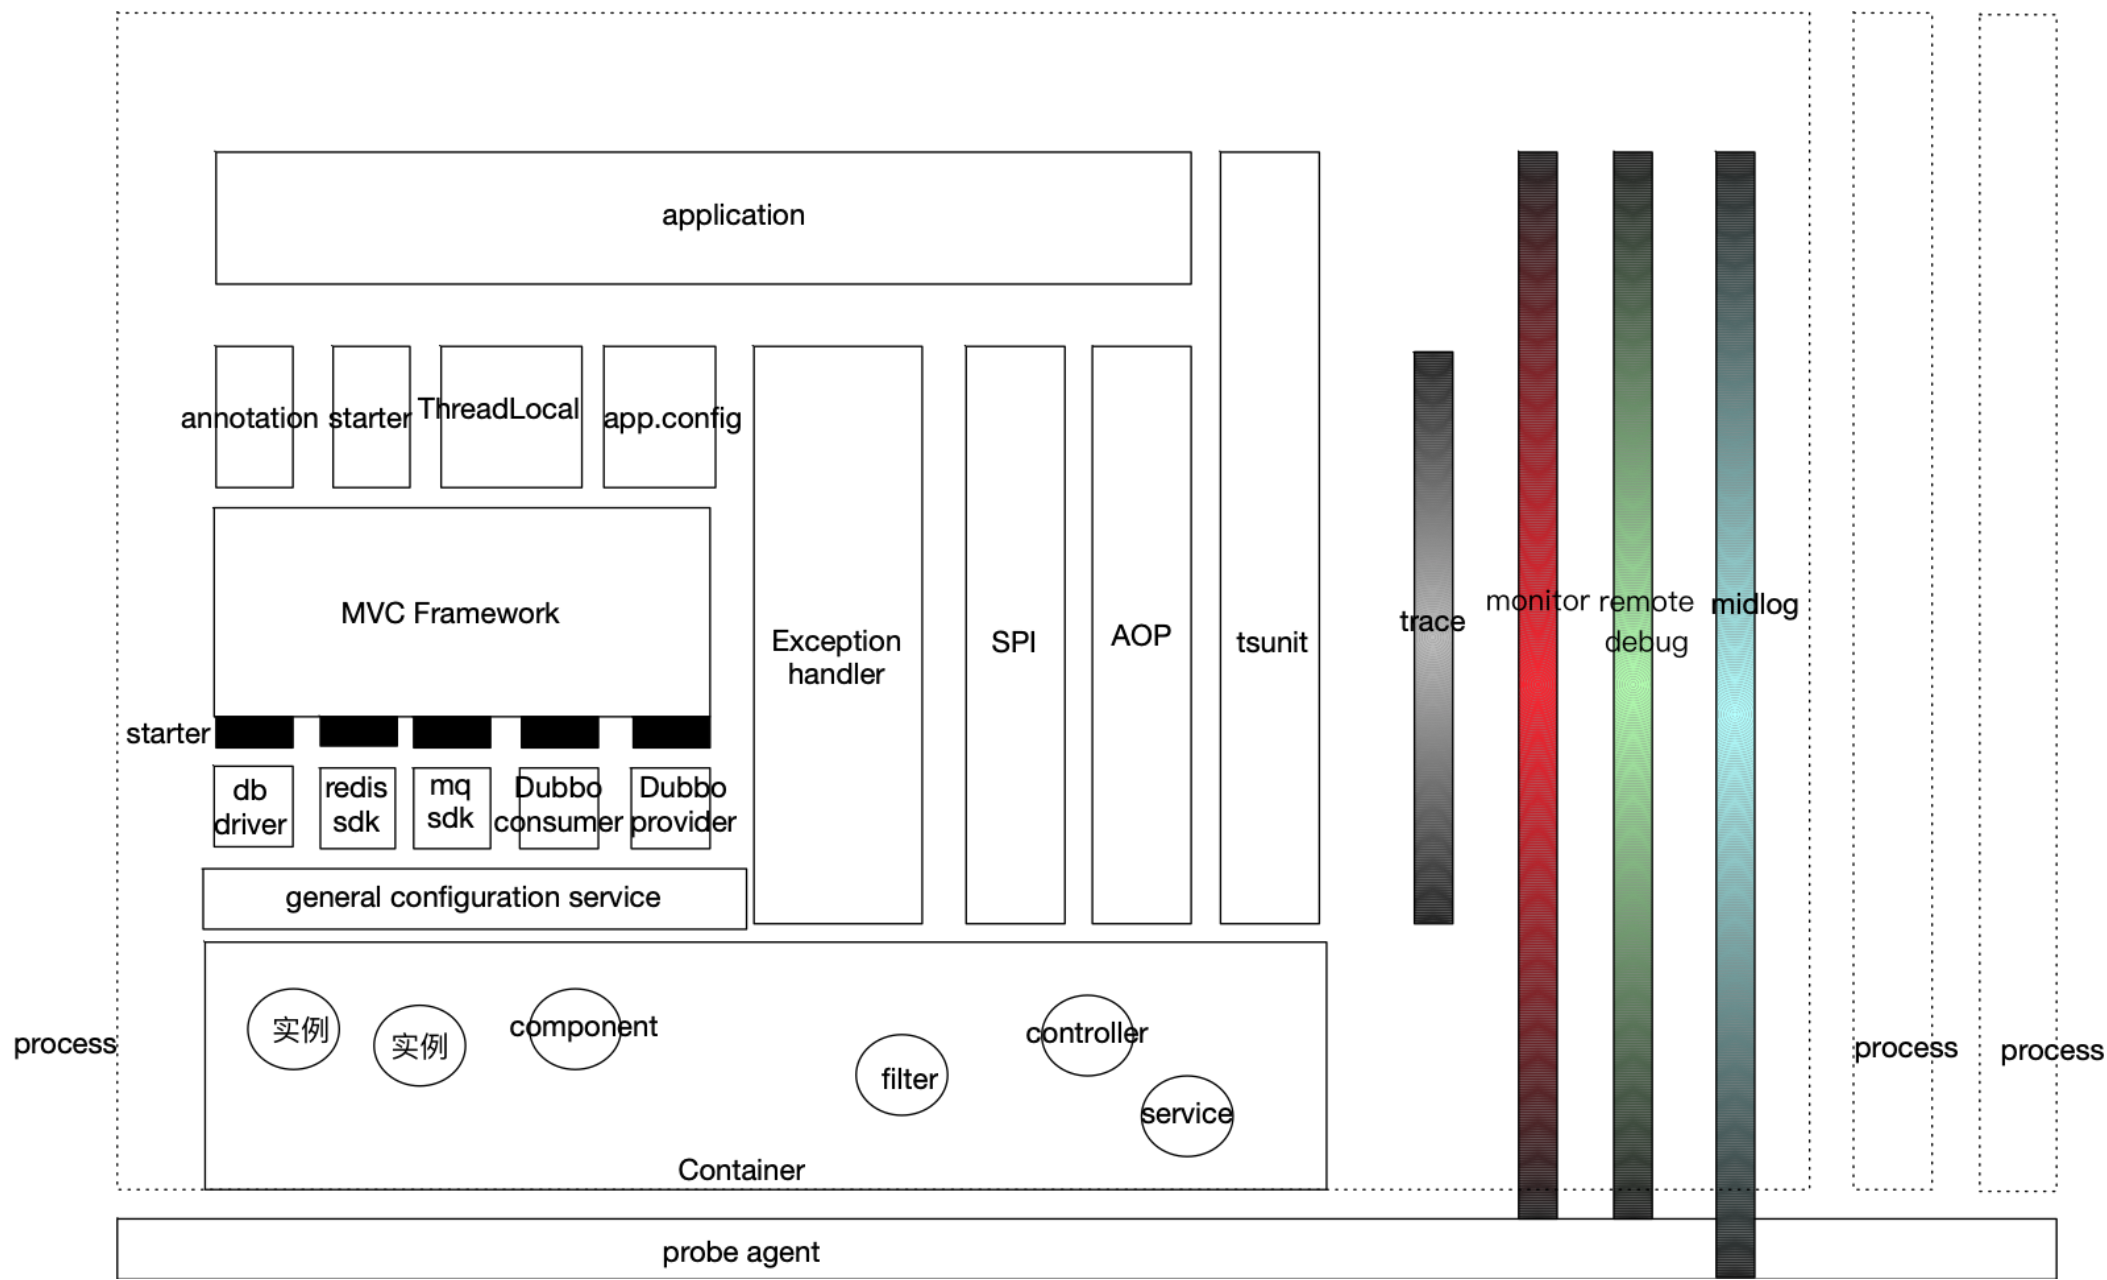 application
annotation
starter
ThreadLocal
app.config
MVC Framework
Exception
handler
SPI
AOP
tsunit
trace
monitor
remote
debug
midlog
starter
db
driver
redis
sdk
mq
sdk
Dubbo
consumer
Dubbo
provider
general configuration service
实例
实例
component
filter
controller
service
Container
process
process
process
probe agent